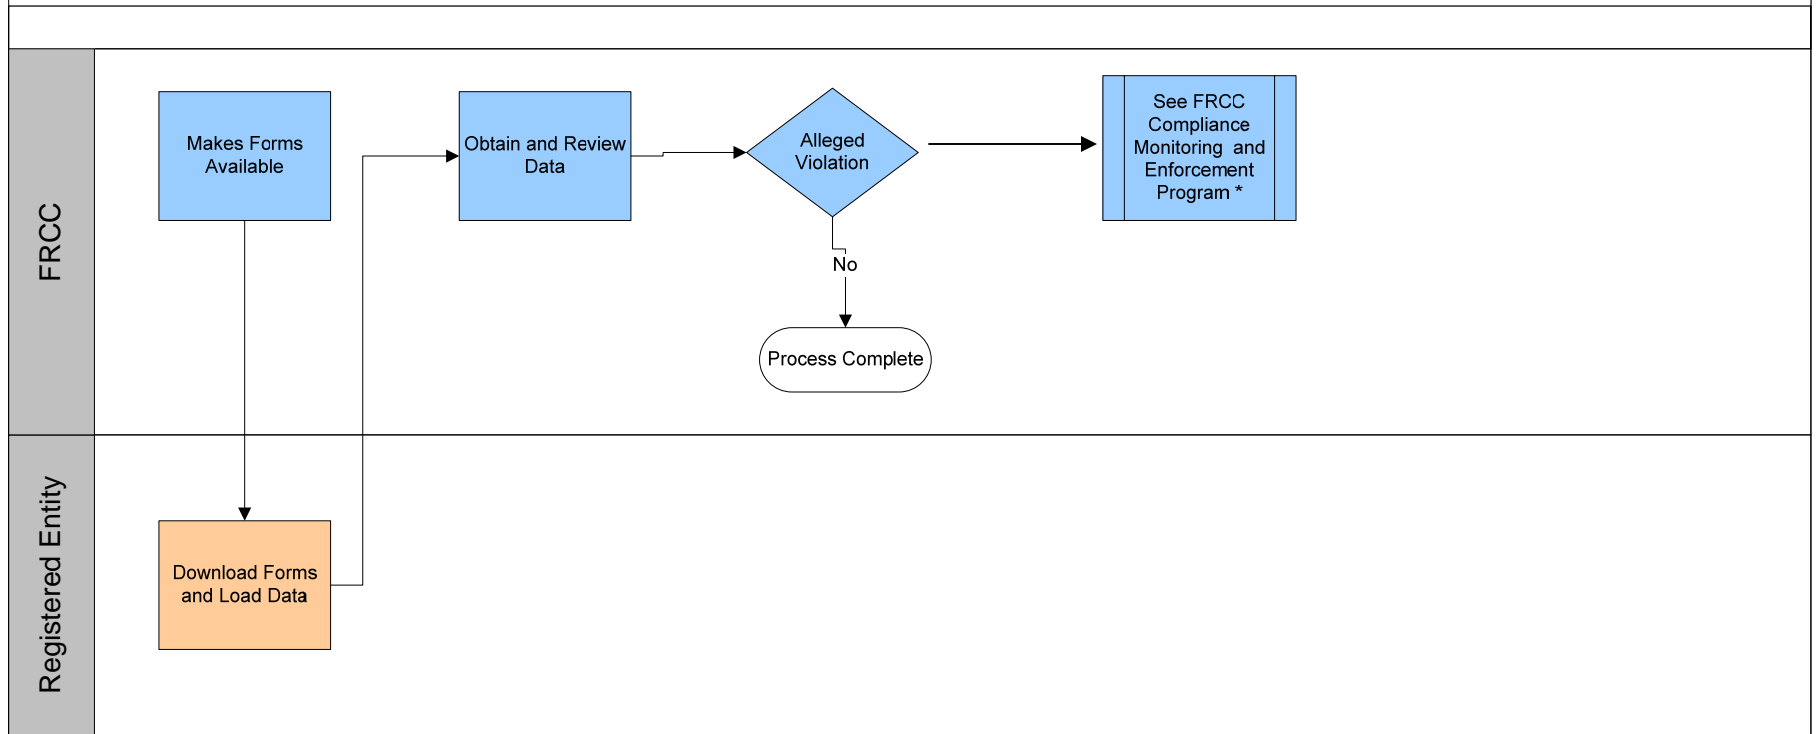 FRCC
Makes Forms
Available
Obtain and Review
Data
Alleged
Violation
See FRCC
Compliance
Monitoring and
Enforcement
Program *
No
Process Complete
Registered Entity
Download Forms
and Load Data